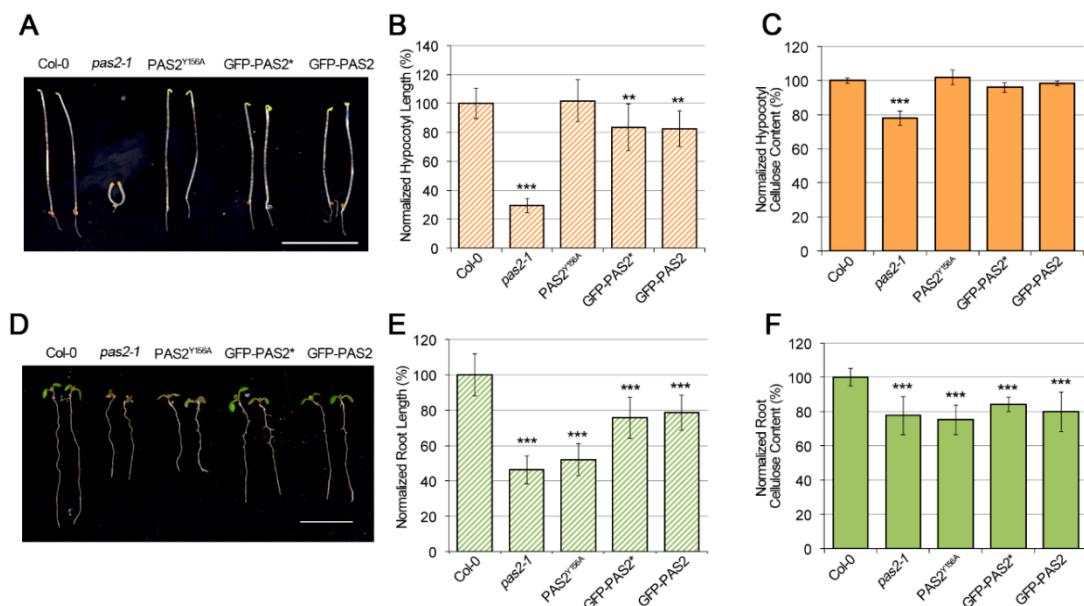 A
Col-0 pas2-1 PAS2Y156A GFP-PAS2* GFP-PAS2
B
Normalized Hypocotyl Length (%)
140
120
100
80
60
40
20
0
***
**
**
Col-0
pas2-1
PAS2Y156A
GFP-PAS2*
GFP-PAS2
C
Normalized Hypocotyl
Cellulose Content (%)
120
100
80
60
40
20
0
***
Col-0
pas2-1
PAS2Y156A
GFP-PAS2*
GFP-PAS2
D
Col-0 pas2-1 PAS2Y156A GFP-PAS2* GFP-PAS2
E
Normalized Root Length (%)
120
100
80
60
40
20
0
***
***
***
***
Col-0
pas2-1
PAS2Y156A
GFP-PAS2*
GFP-PAS2
F
Normalized Root
Cellulose Content (%)
120
100
80
60
40
20
0
***
***
***
***
Col-0
pas2-1
PAS2Y156A
GFP-PAS2*
GFP-PAS2